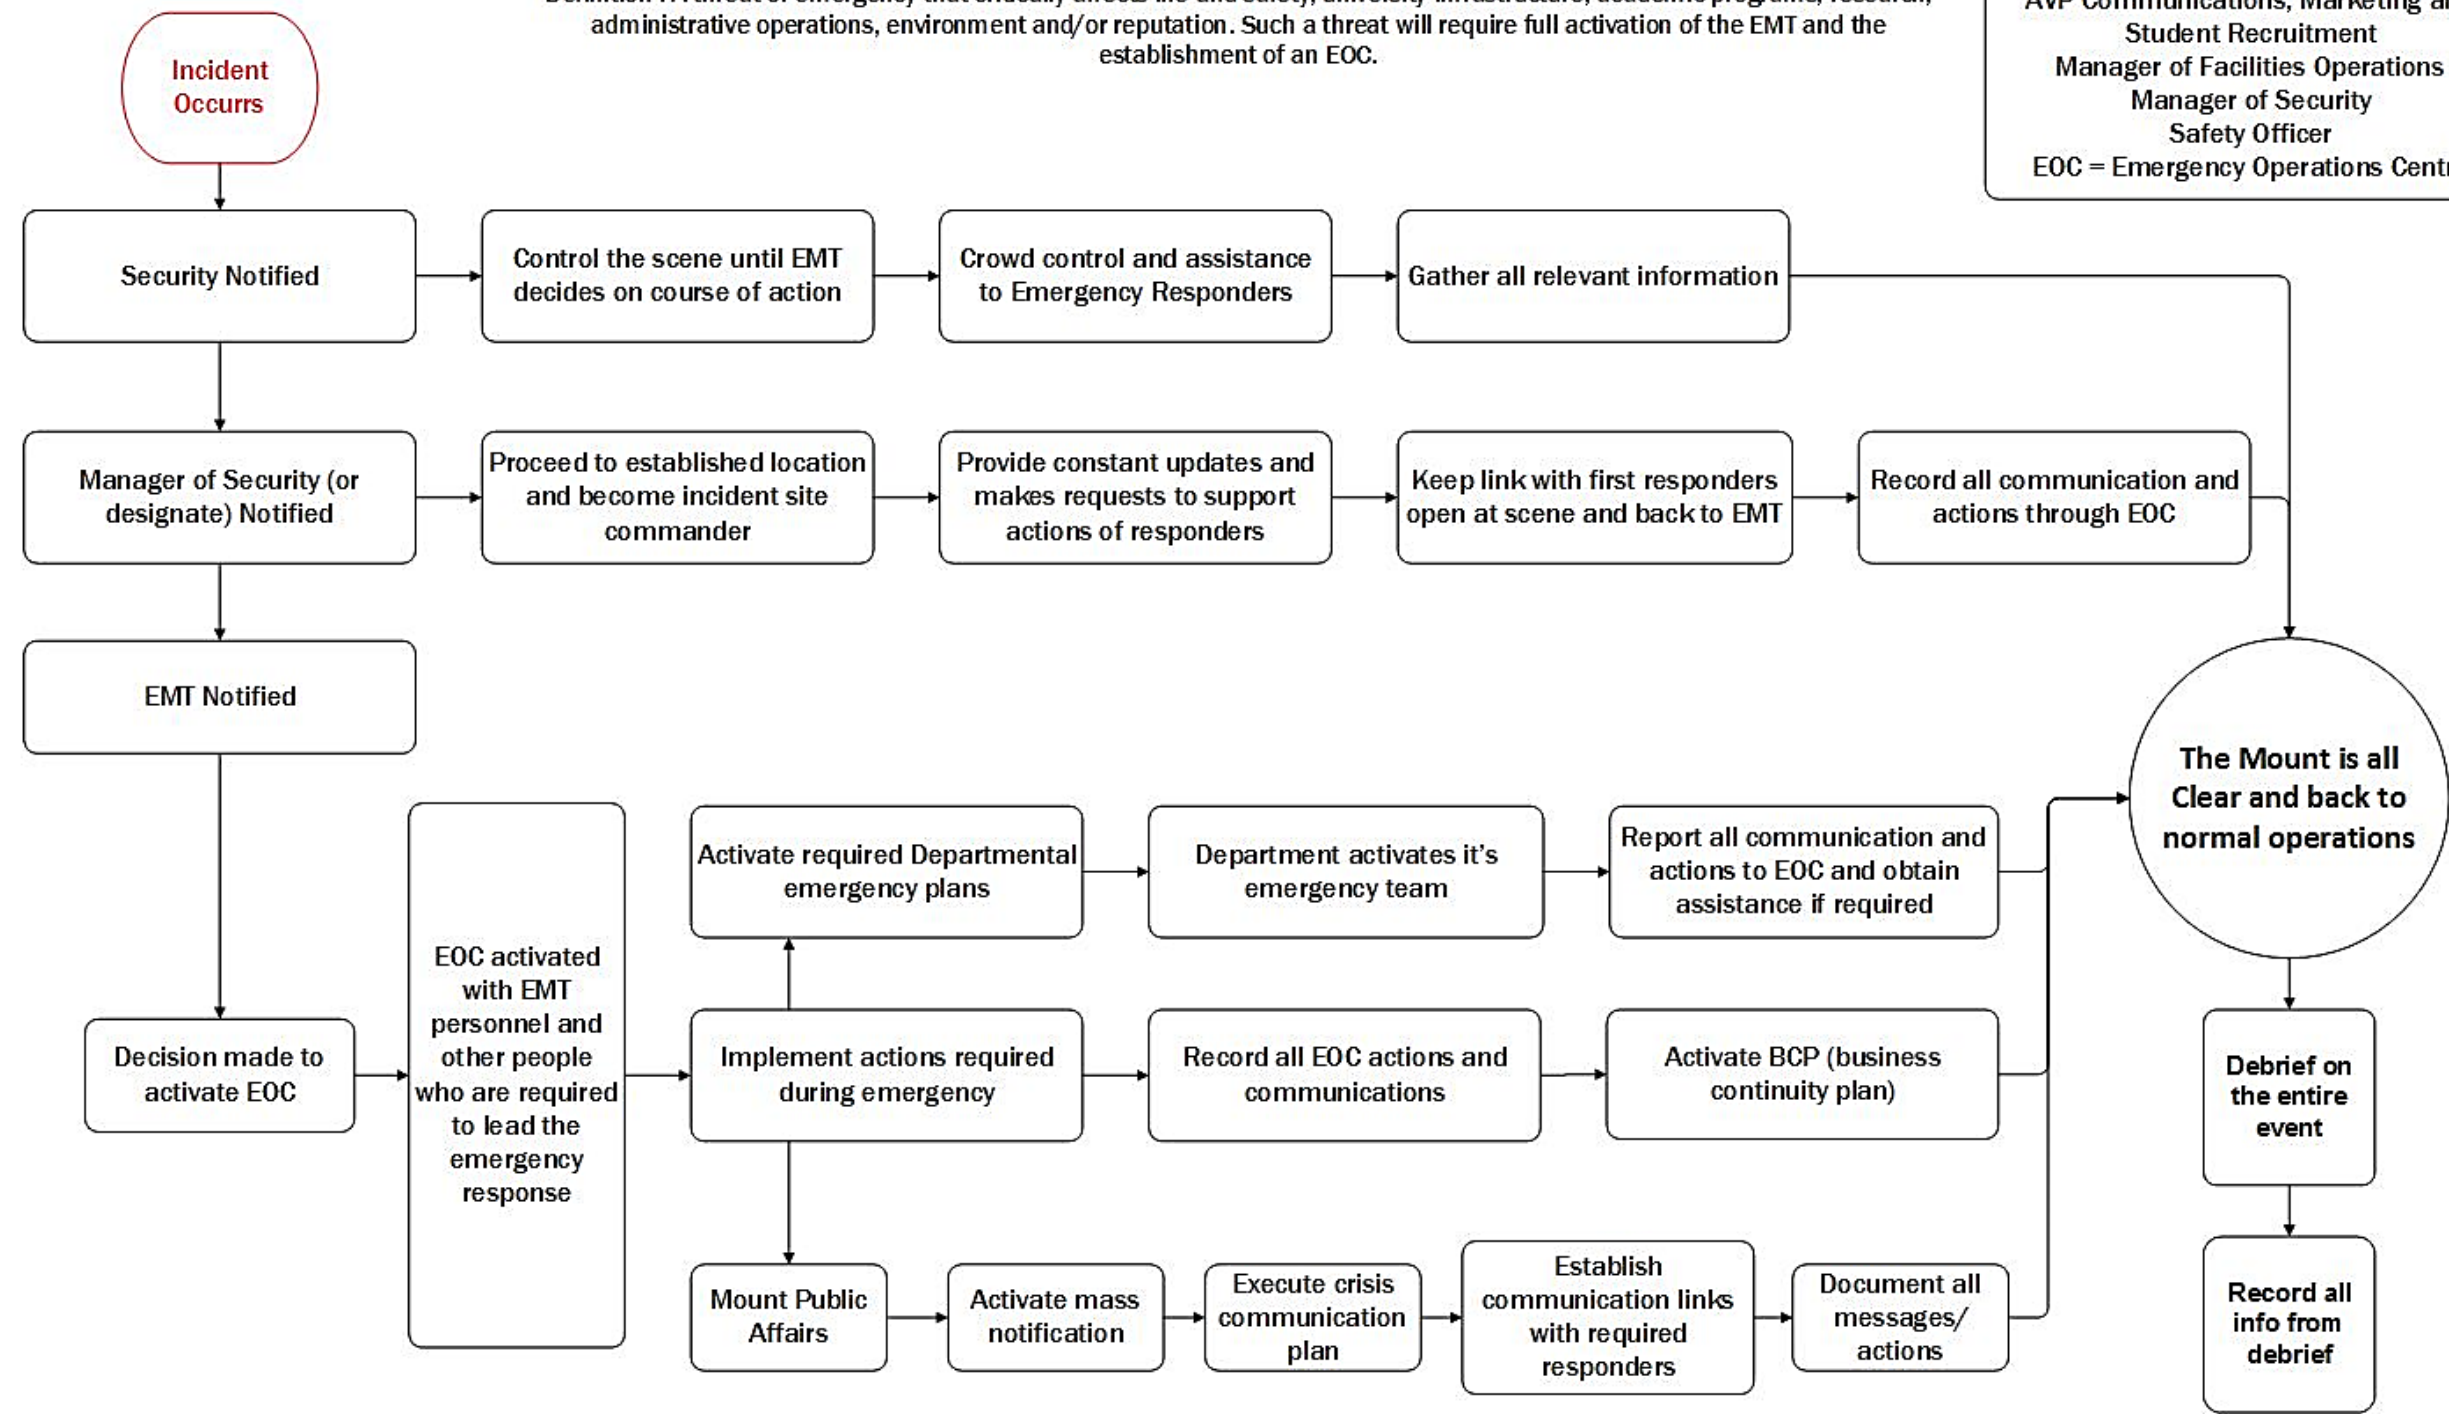 administrative operations, environment and/or reputation. Such a threat will require full activation of the EMT and the
establishment of an EOC.
AVP Communications, Marketing
Student Recruitment
Manager of Facilities Operations
Manager of Security
Safety Officer
EOC = Emergency Operations
Incident
Occurrs
Security Notified
Control the scene until EMT
decides on course of action
Crowd control and assistance
to Emergency Responders
Gather all relevant information
Manager of Security (or
designate) Notified
Proceed to established location
and become incident site
commander
Provide constant updates and
makes requests to support
actions of responders
Keep link with first responders
open at scene and back to EMT
Record all communication and
actions through EOC
EMT Notified
Decision made to
activate EOC
EOC activated
with EMT
personnel and
other people
who are required
to lead the
emergency
response
Activate required Departmental
emergency plans
Department activates it's
emergency team
Report all communication and
actions to EOC and obtain
assistance if required
Implement actions required
during emergency
Record all EOC actions and
communications
Activate BCP (business
continuity plan)
Mount Public
Affairs
Activate mass
notification
Execute crisis
communication
plan
Establish
communication links
with required
responders
Document all
messages/
actions
The Mount is all
Clear and back to
normal operations
Debrief on
the entire
event
Record all
info from
debrief